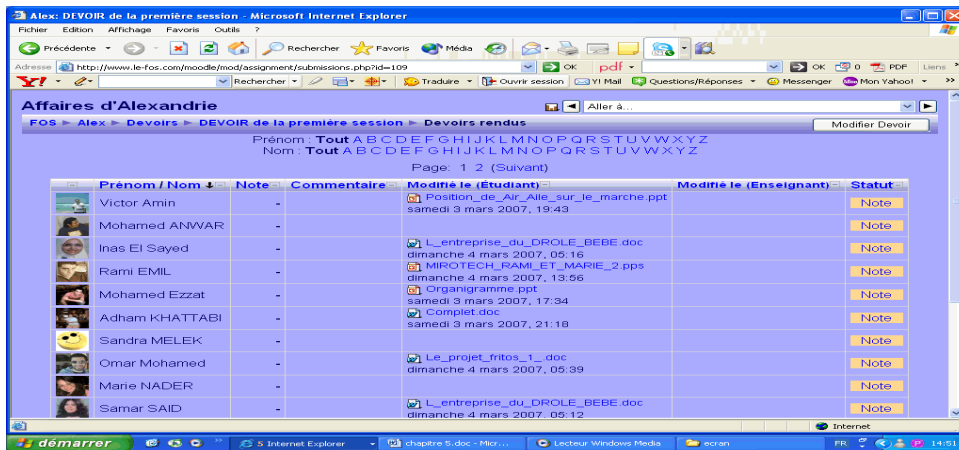 Alex: DEVOIR de la première session - Microsoft Internet Explorer
Fichier Edition Affichage Favoris Outils ?
Précédente Rechercher Favoris Média
Adresse http://www.le-fos.com/moodle/mod/assignment/submissions.php?id=109 OK pdf OK 0 PDF Liens »
Y! Rechercher Traduire Ouvrir session Y! Mail Questions/Réponses Messenger Mon Yahoo! »
Affaires d'Alexandrie Aller à...
FOS ► Alex ► Devoirs ► DEVOIR de la première session ► Devoirs rendus Modifier Devoir
Prénom : Tout A B C D E F G H I J K L M N O P Q R S T U V W X Y Z
Nom : Tout A B C D E F G H I J K L M N O P Q R S T U V W X Y Z
Page: 1 2 (Suivant)
Prénom / Nom Note Commentaire Modifié le (Étudiant) Modifié le (Enseignant) Statut
Victor Amin - Position_de_Air_Aile_sur_le_marche.ppt Note
samedi 3 mars 2007, 19:43
Mohamed ANWAR - Note
Inas El Sayed - L_entreprise_du_DROLE_BEBE.doc Note
dimanche 4 mars 2007, 05:16
Rami EMIL - MIROTECH_RAMI_ET_MARIE_2.pps Note
dimanche 4 mars 2007, 13:56
Mohamed Ezzat - Organigramme.ppt Note
samedi 3 mars 2007, 17:34
Adham KHATTABI - Complet.doc Note
samedi 3 mars 2007, 21:18
Sandra MELEK - Note
Omar Mohamed - Le_projet_fritos_1_.doc Note
dimanche 4 mars 2007, 05:39
Marie NADER - Note
Samar SAID - L_entreprise_du_DROLE_BEBE.doc Note
dimanche 4 mars 2007, 05:12
Internet
démarrer » 5 Internet Explorer chapitre 5.doc - Micr... Lecteur Windows Media ecran FR 14:51